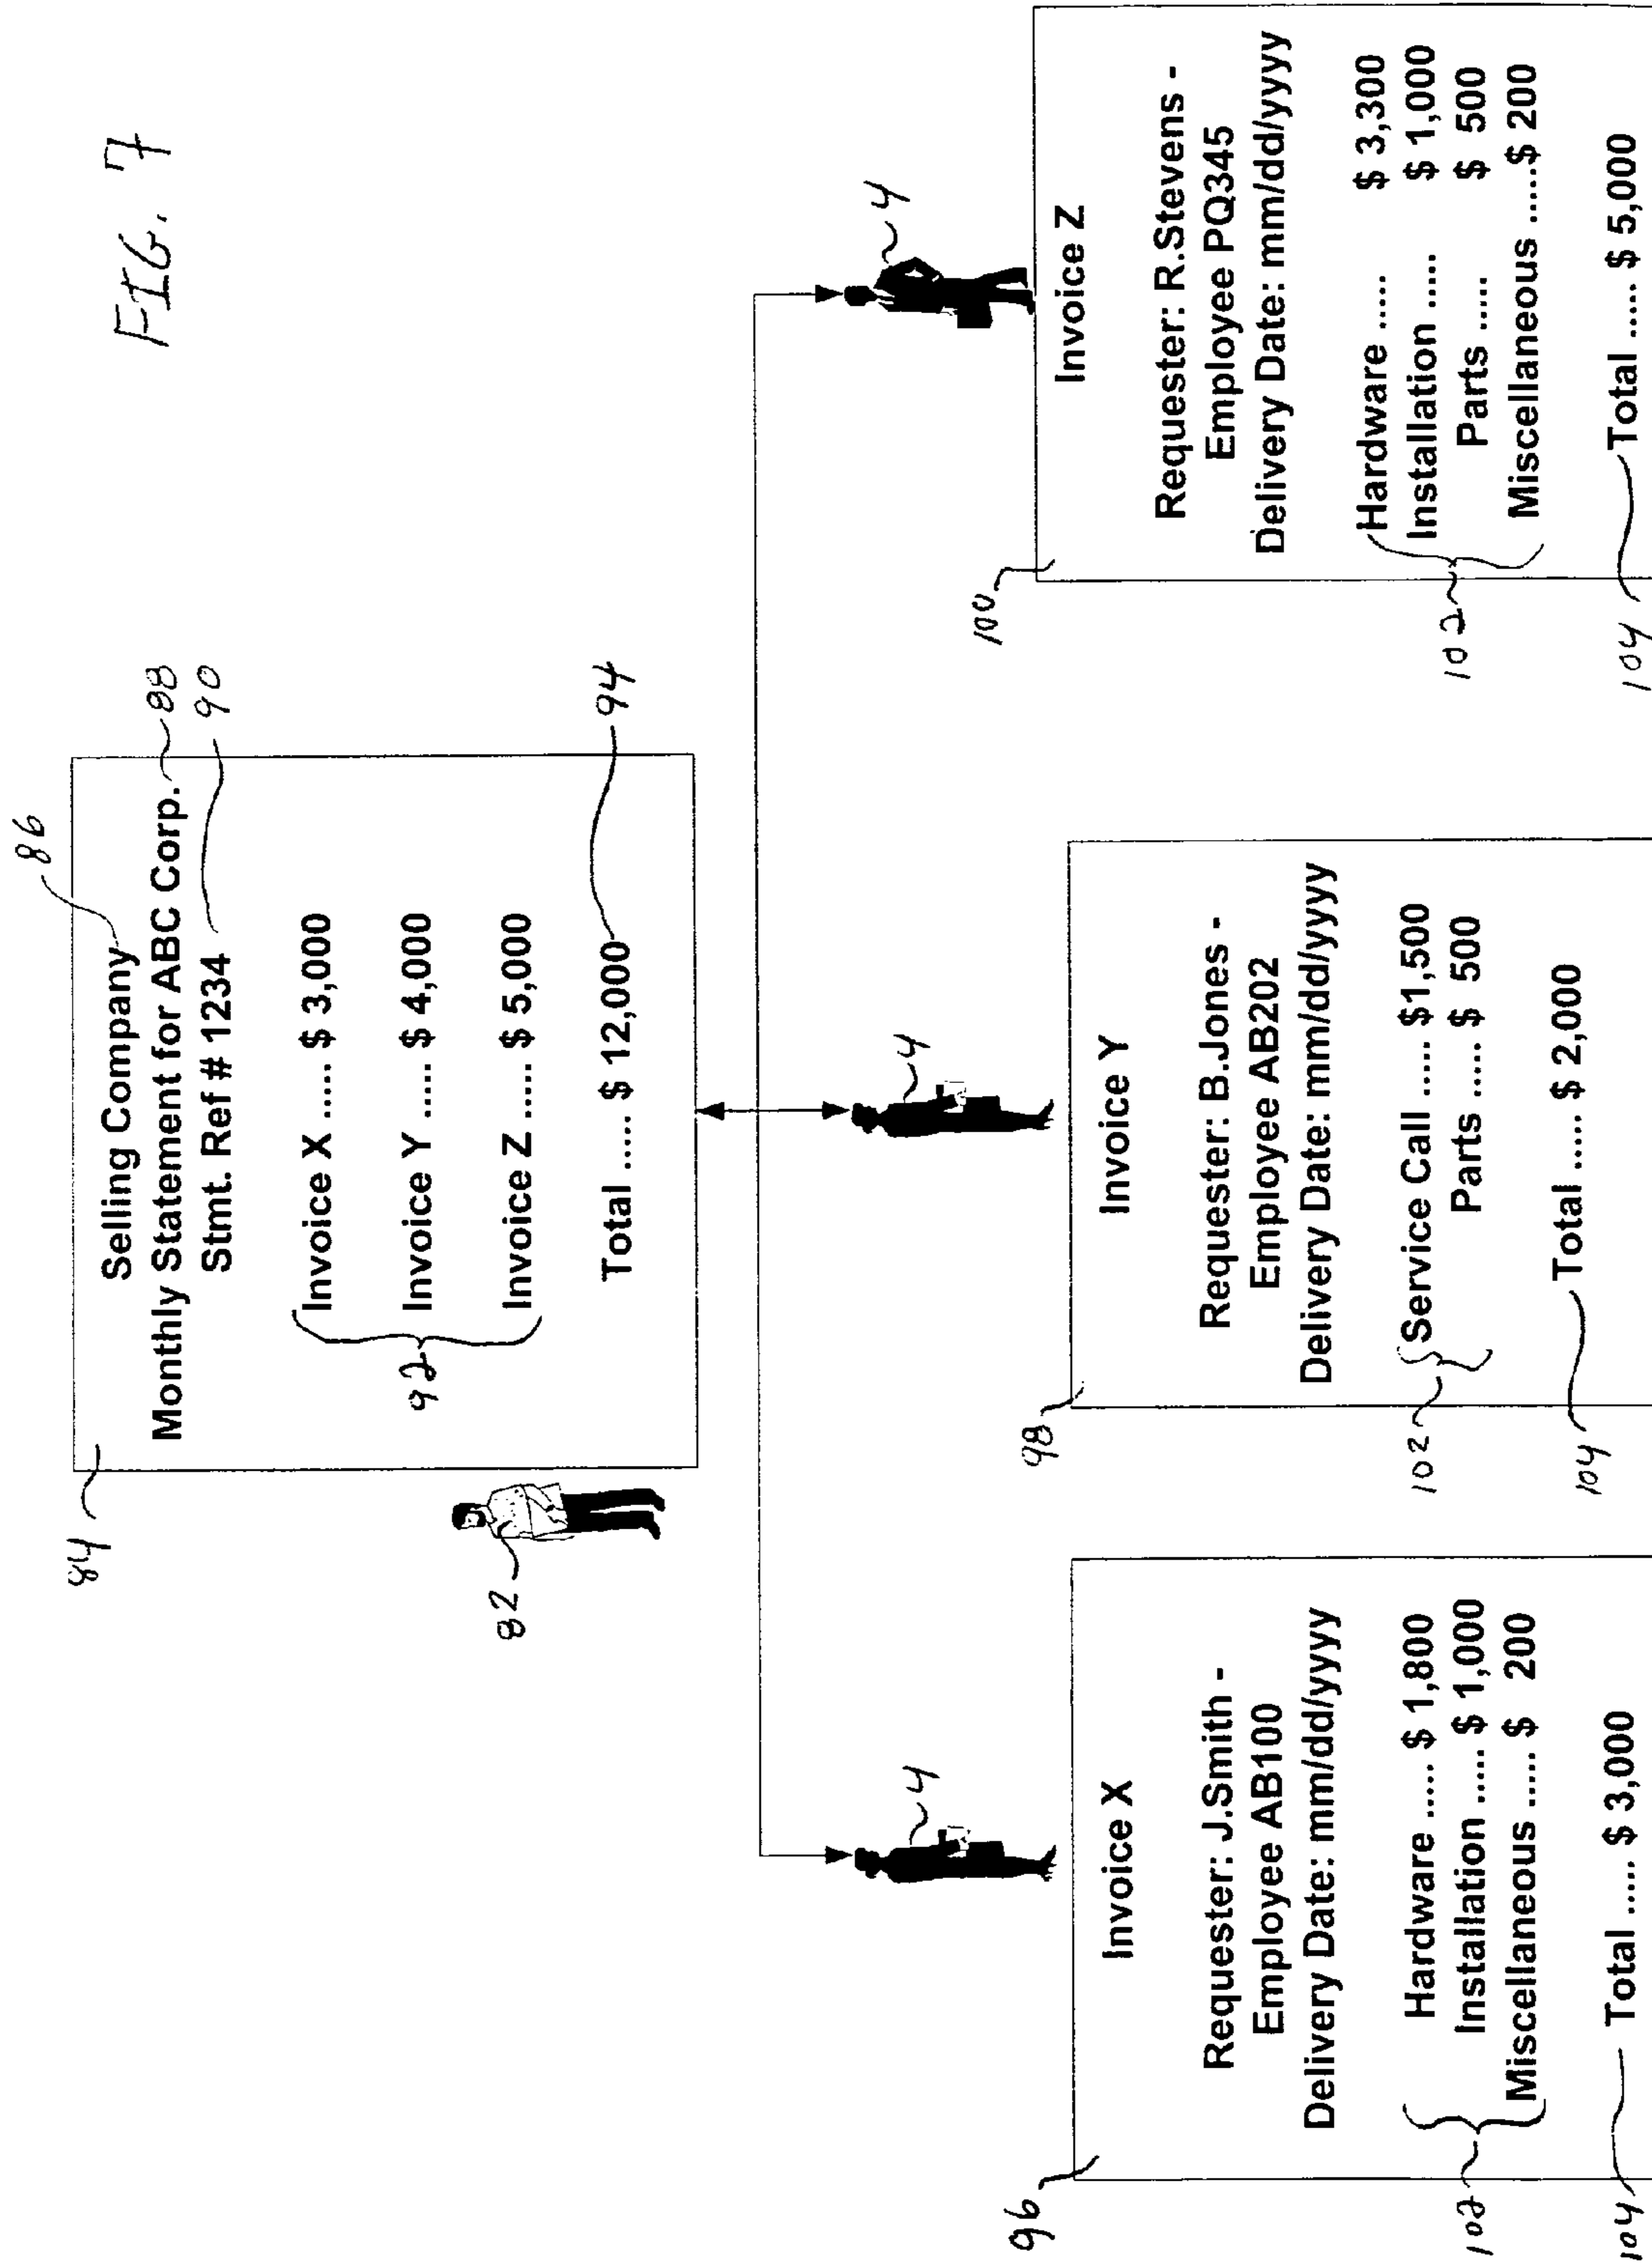 FIG. 7
86
84
Selling Company
Monthly Statement for ABC Corp.
88
Stmt. Ref # 1234
90
92
Invoice X ..... $ 3,000
Invoice Y ..... $ 4,000
Invoice Z ..... $ 5,000
Total ..... $ 12,000
94
82
4
4
4
96
Invoice X
Requester: J.Smith -
Employee AB100
Delivery Date: mm/dd/yyyy
102
Hardware ..... $ 1,800
Installation ..... $ 1,000
Miscellaneous ..... $ 200
104
Total ..... $ 3,000
98
Invoice Y
Requester: B.Jones -
Employee AB202
Delivery Date: mm/dd/yyyy
102
Service Call ..... $1,500
Parts ..... $ 500
104
Total ..... $ 2,000
100
Invoice Z
Requester: R.Stevens -
Employee PQ345
Delivery Date: mm/dd/yyyy
102
Hardware ..... $ 3,300
Installation ..... $ 1,000
Parts ..... $ 500
Miscellaneous .....$ 200
104
Total ..... $ 5,000